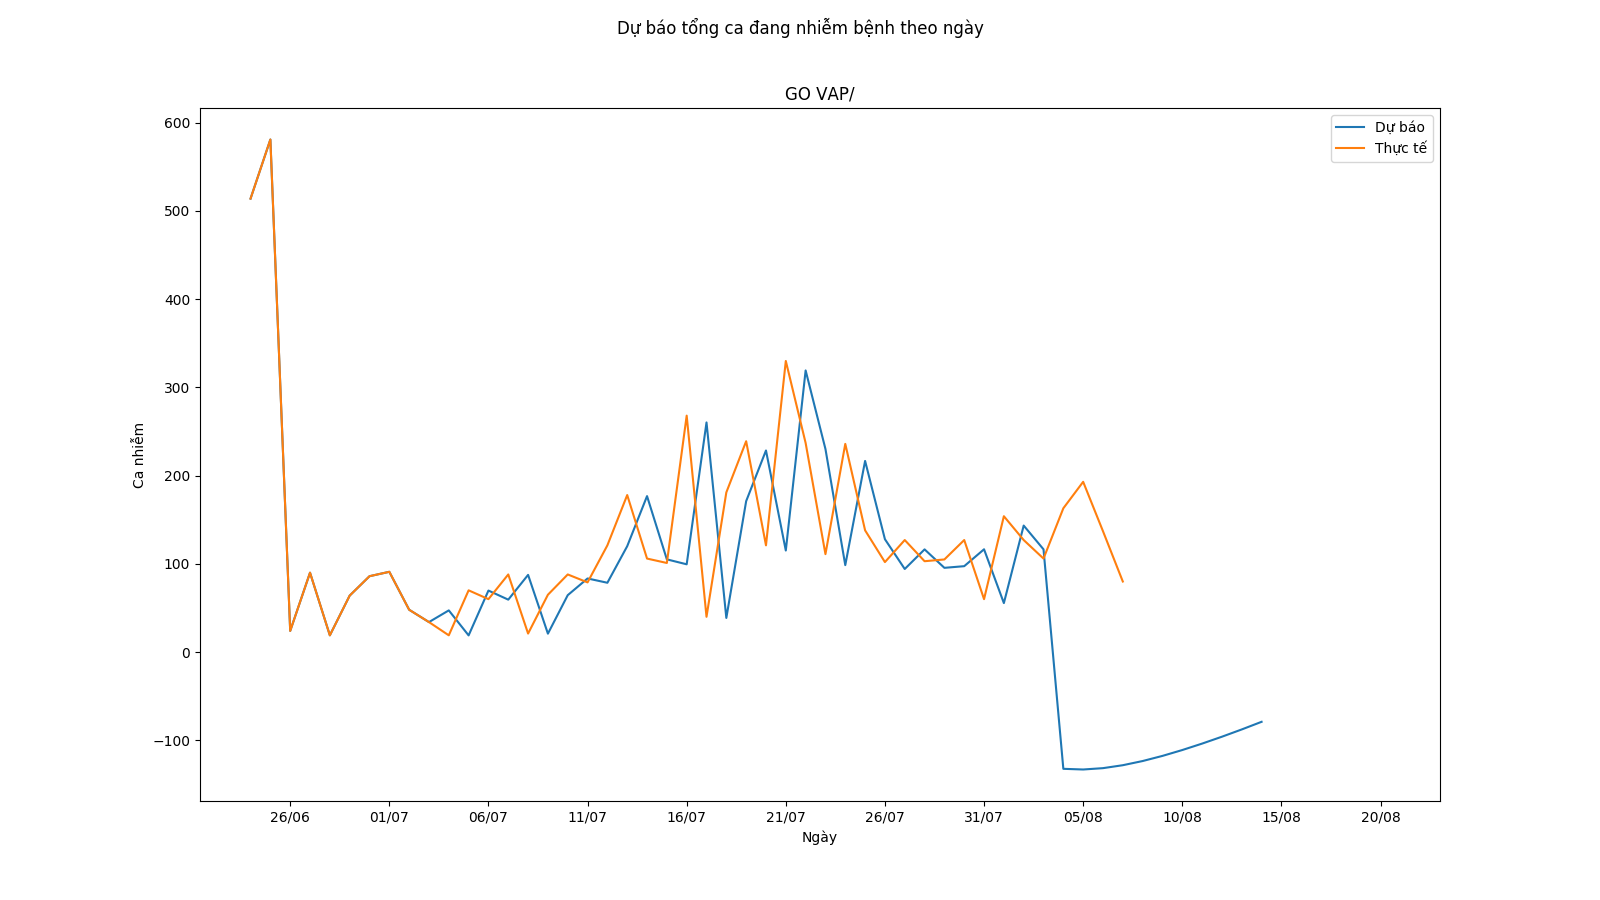 Dự báo tổng ca đang nhiễm bệnh theo ngày
GO VAP/
Dự báo
Thực tế
600
500
400
300
200
100
0
−100
Ca nhiễm
26/06 01/07 06/07 11/07 16/07 21/07 26/07 31/07 05/08 10/08 15/08 20/08
Ngày